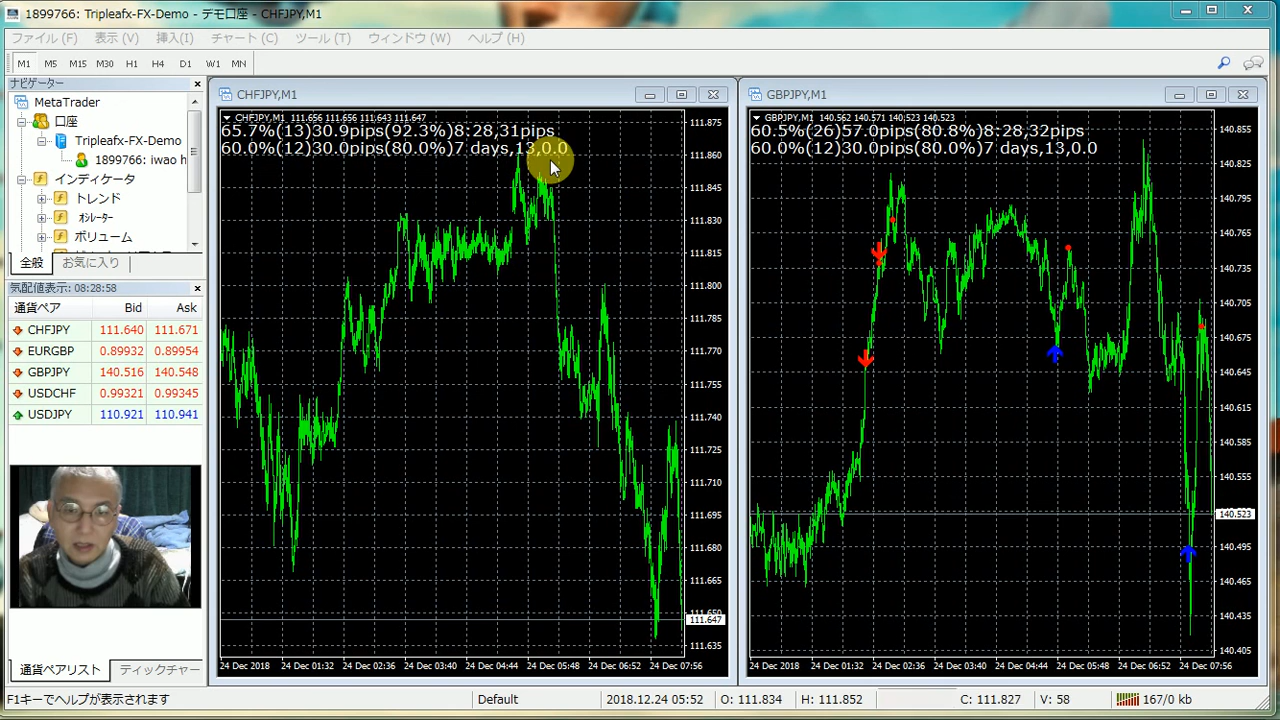 1899766: Tripleafx-FX-Demo - デモ口座 - CHFJPY,M1
ファイル (F) 表示 (V) 挿入(I) チャート (C) ツール (T) ウィンドウ (W) ヘルプ (H)
M1 M5 M15 M30 H1 H4 D1 W1 MN
ナビゲーター
MetaTrader
口座
Tripleafx-FX-Demo
1899766: iwao h
インディケータ
トレンド
オシレーター
ボリューム
全般 お気に入り
気配値表示: 08:28:58
通貨ペア Bid Ask
CHFJPY 111.640 111.671
EURGBP 0.89932 0.89954
GBPJPY 140.516 140.548
USDCHF 0.99321 0.99345
USDJPY 110.921 110.941
通貨ペアリスト ティックチャー
CHFJPY,M1
CHFJPY,M1 111.656 111.656 111.643 111.647
65.7%(13)30.9pips(92.3%)8:28,31pips
60.0%(12)30.0pips(80.0%)7 days,13,0.0
111.875
111.860
111.845
111.830
111.815
111.800
111.785
111.770
111.755
111.740
111.725
111.710
111.695
111.680
111.665
111.650
111.647
111.635
24 Dec 2018 24 Dec 01:32 24 Dec 02:36 24 Dec 03:40 24 Dec 04:44 24 Dec 05:48 24 Dec 06:52 24 Dec 07:56
GBPJPY,M1
GBPJPY,M1 140.562 140.571 140.523 140.523
60.5%(26)57.0pips(80.8%)8:28,32pips
60.0%(12)30.0pips(80.0%)7 days,13,0.0
140.855
140.825
140.795
140.765
140.735
140.705
140.675
140.645
140.615
140.585
140.555
140.523
140.495
140.465
140.435
140.405
24 Dec 2018 24 Dec 01:32 24 Dec 02:36 24 Dec 03:40 24 Dec 04:44 24 Dec 05:48 24 Dec 06:52 24 Dec 07:56
F1キーでヘルプが表示されます Default 2018.12.24 05:52 O: 111.834 H: 111.852 C: 111.827 V: 58 167/0 kb